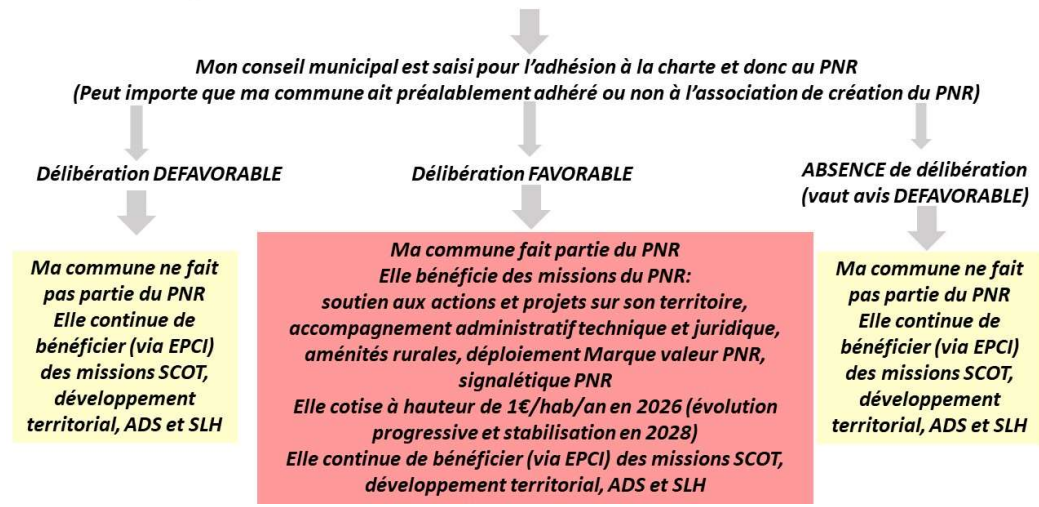 Mon conseil municipal est saisi pour l'adhésion à la charte et donc au PNR
(Peut importe que ma commune ait préalablement adhéré ou non à l'association de création du PNR)
Délibération DEFAVORABLE
Délibération FAVORABLE
ABSENCE de délibération
(vaut avis DEFAVORABLE)
Ma commune ne fait
pas partie du PNR
Elle continue de
bénéficier (via EPCI)
des missions SCOT,
développement
territorial, ADS et SLH
Ma commune fait partie du PNR
Elle bénéficie des missions du PNR:
soutien aux actions et projets sur son territoire,
accompagnement administratif technique et juridique,
aménités rurales, déploiement Marque valeur PNR,
signalétique PNR
Elle cotise à hauteur de 1€/hab/an en 2026 (évolution
progressive et stabilisation en 2028)
Elle continue de bénéficier (via EPCI) des missions SCOT,
développement territorial, ADS et SLH
Ma commune ne fait
pas partie du PNR
Elle continue de
bénéficier (via EPCI)
des missions SCOT,
développement
territorial, ADS et SLH